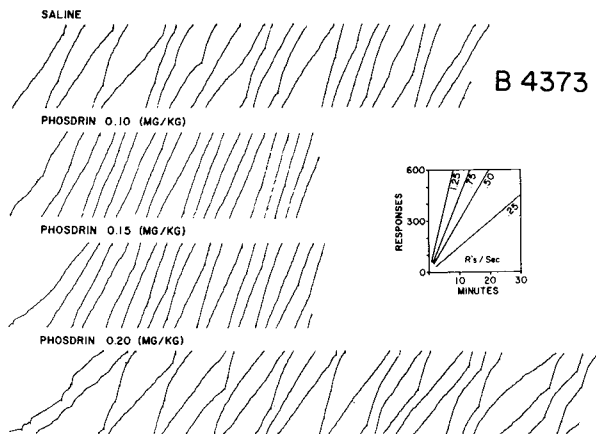 SALINE
B 4373
PHOSDRIN 0.10 (MG/KG)
PHOSDRIN 0.15 (MG/KG)
PHOSDRIN 0.20 (MG/KG)
600
300
0
RESPONSES
1.25
.75
.50
.25
R's / Sec
10 20 30
MINUTES